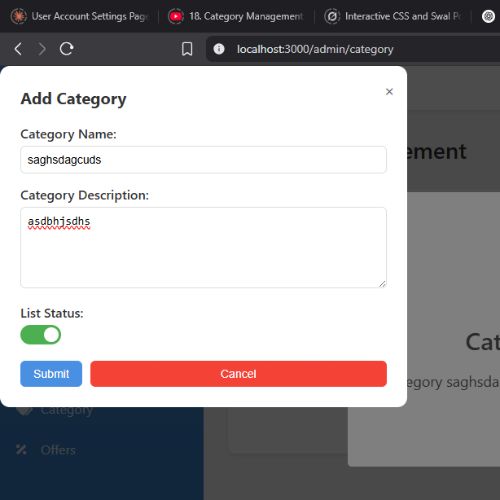 User Account Settings Page
18. Category Management
Interactive CSS and Swal Po
localhost:3000/admin/category
Add Category
×
Category Name:
saghsdagcuds
Category Description:
asdbhjsdhs
List Status:
Submit
Cancel
ement
Cat
egory saghsda
Category
Offers